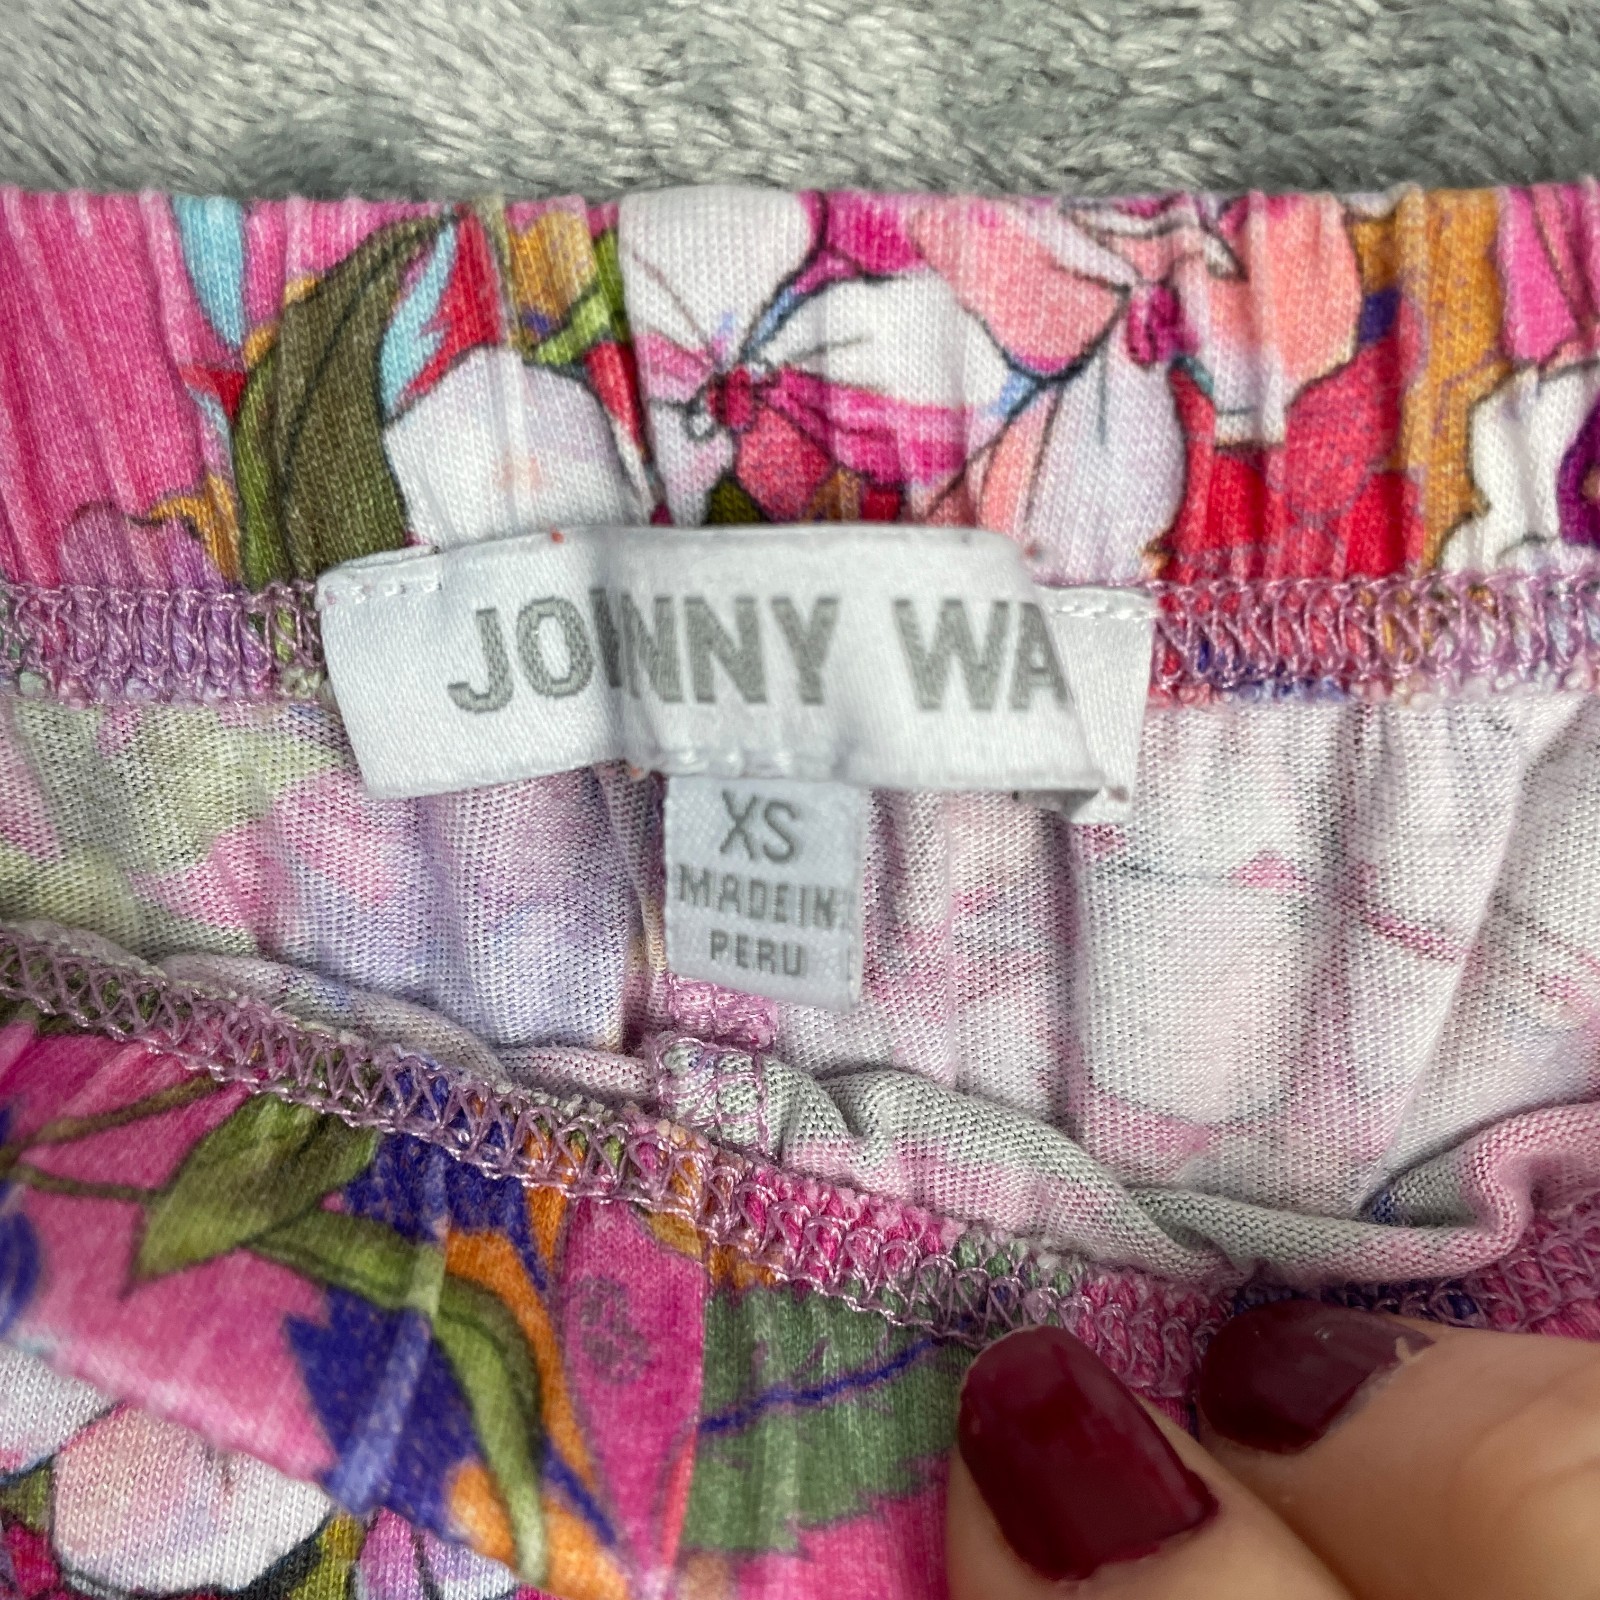 JOHNNY WA
XS
MADE IN
PERU